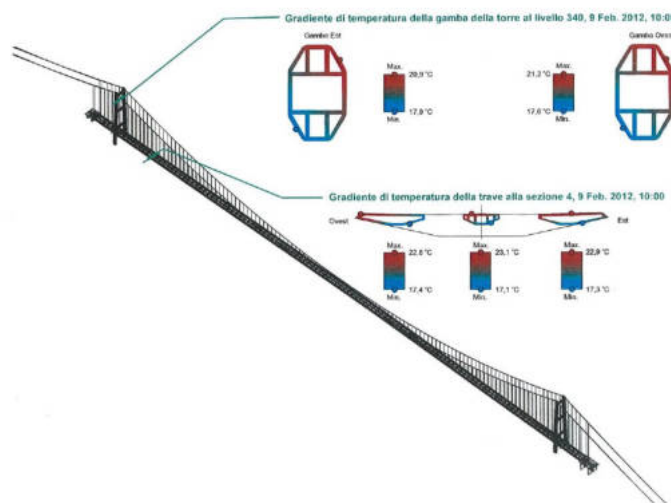 Gradiente di temperatura della gamba della torre al livello 340, 9 Feb. 2012, 10:00
Gamba Est
Gamba Ovest
Max.
20,9 °C
17,9 °C
Min.
Max.
21,2 °C
17,6 °C
Min.
Gradiente di temperatura della trave alla sezione 4, 9 Feb. 2012, 10:00
Ovest
Est
Max.
22,8 °C
17,4 °C
Min.
Max.
23,1 °C
17,1 °C
Min.
Max.
22,9 °C
17,3 °C
Min.